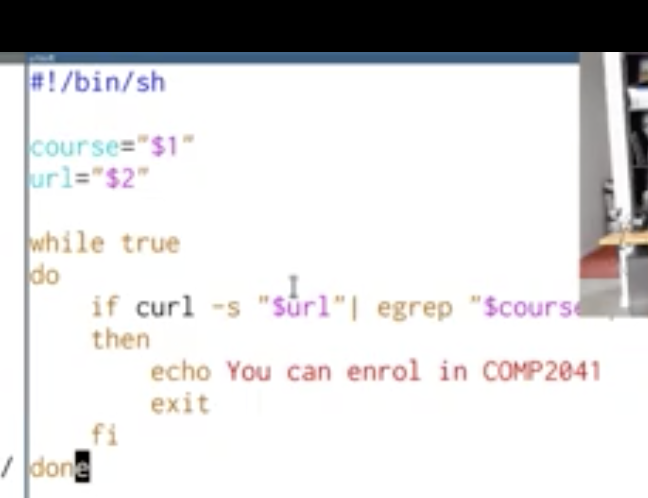 #!/bin/sh
course="$1"
url="$2"
while true
do
if curl -s "$url"| egrep "$course
then
echo You can enrol in COMP2041
exit
fi
/ done